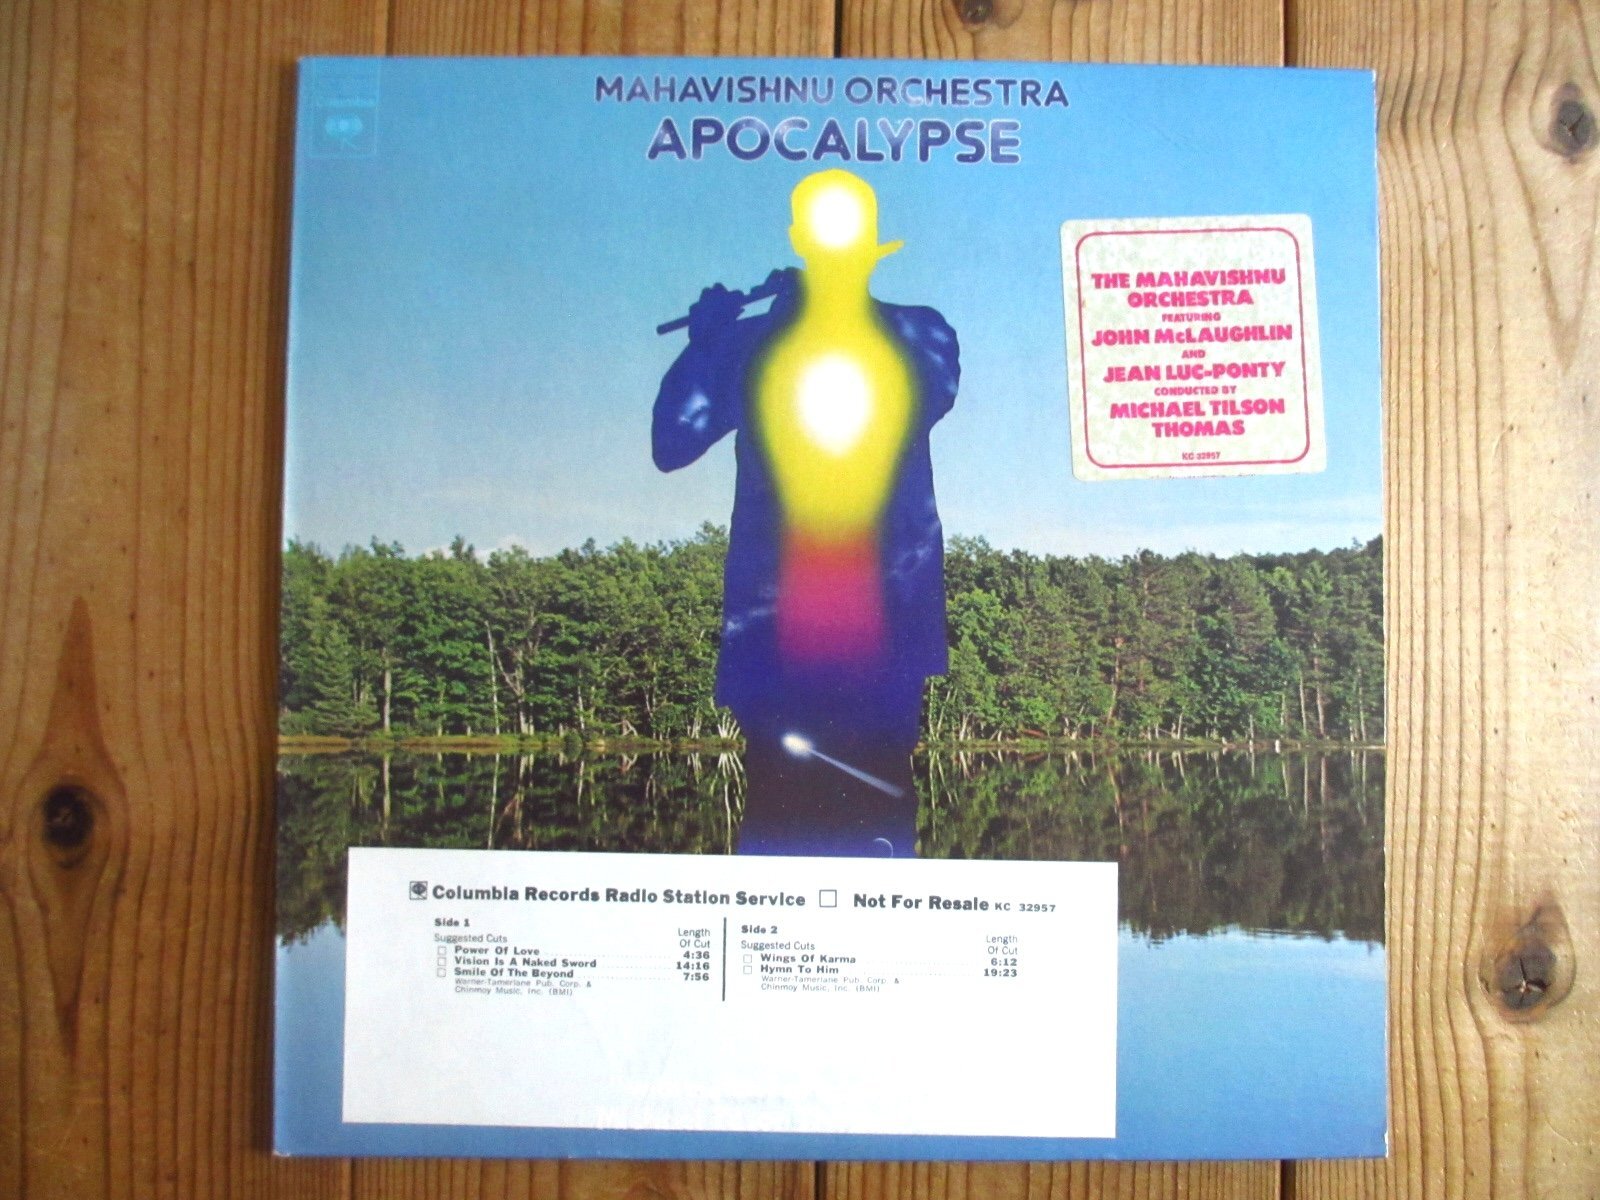 Columbia
MAHAVISHNU ORCHESTRA
APOCALYPSE
THE MAHAVISHNU
ORCHESTRA
FEATURING
JOHN McLAUGHLIN
AND
JEAN LUC-PONTY
CONDUCTED BY
MICHAEL TILSON
THOMAS
KC 32957
Columbia Records Radio Station Service Not For Resale KC 32957
Side 1
Suggested Cuts Length Of Cut
Power Of Love 4:36
Vision Is A Naked Sword 14:16
Smile Of The Beyond 7:56
Warner-Tamerlane Pub. Corp. &
Chinmoy Music, Inc. (BMI)
Side 2
Suggested Cuts Length Of Cut
Wings Of Karma 6:12
Hymn To Him 19:23
Warner-Tamerlane Pub. Corp. &
Chinmoy Music, Inc. (BMI)